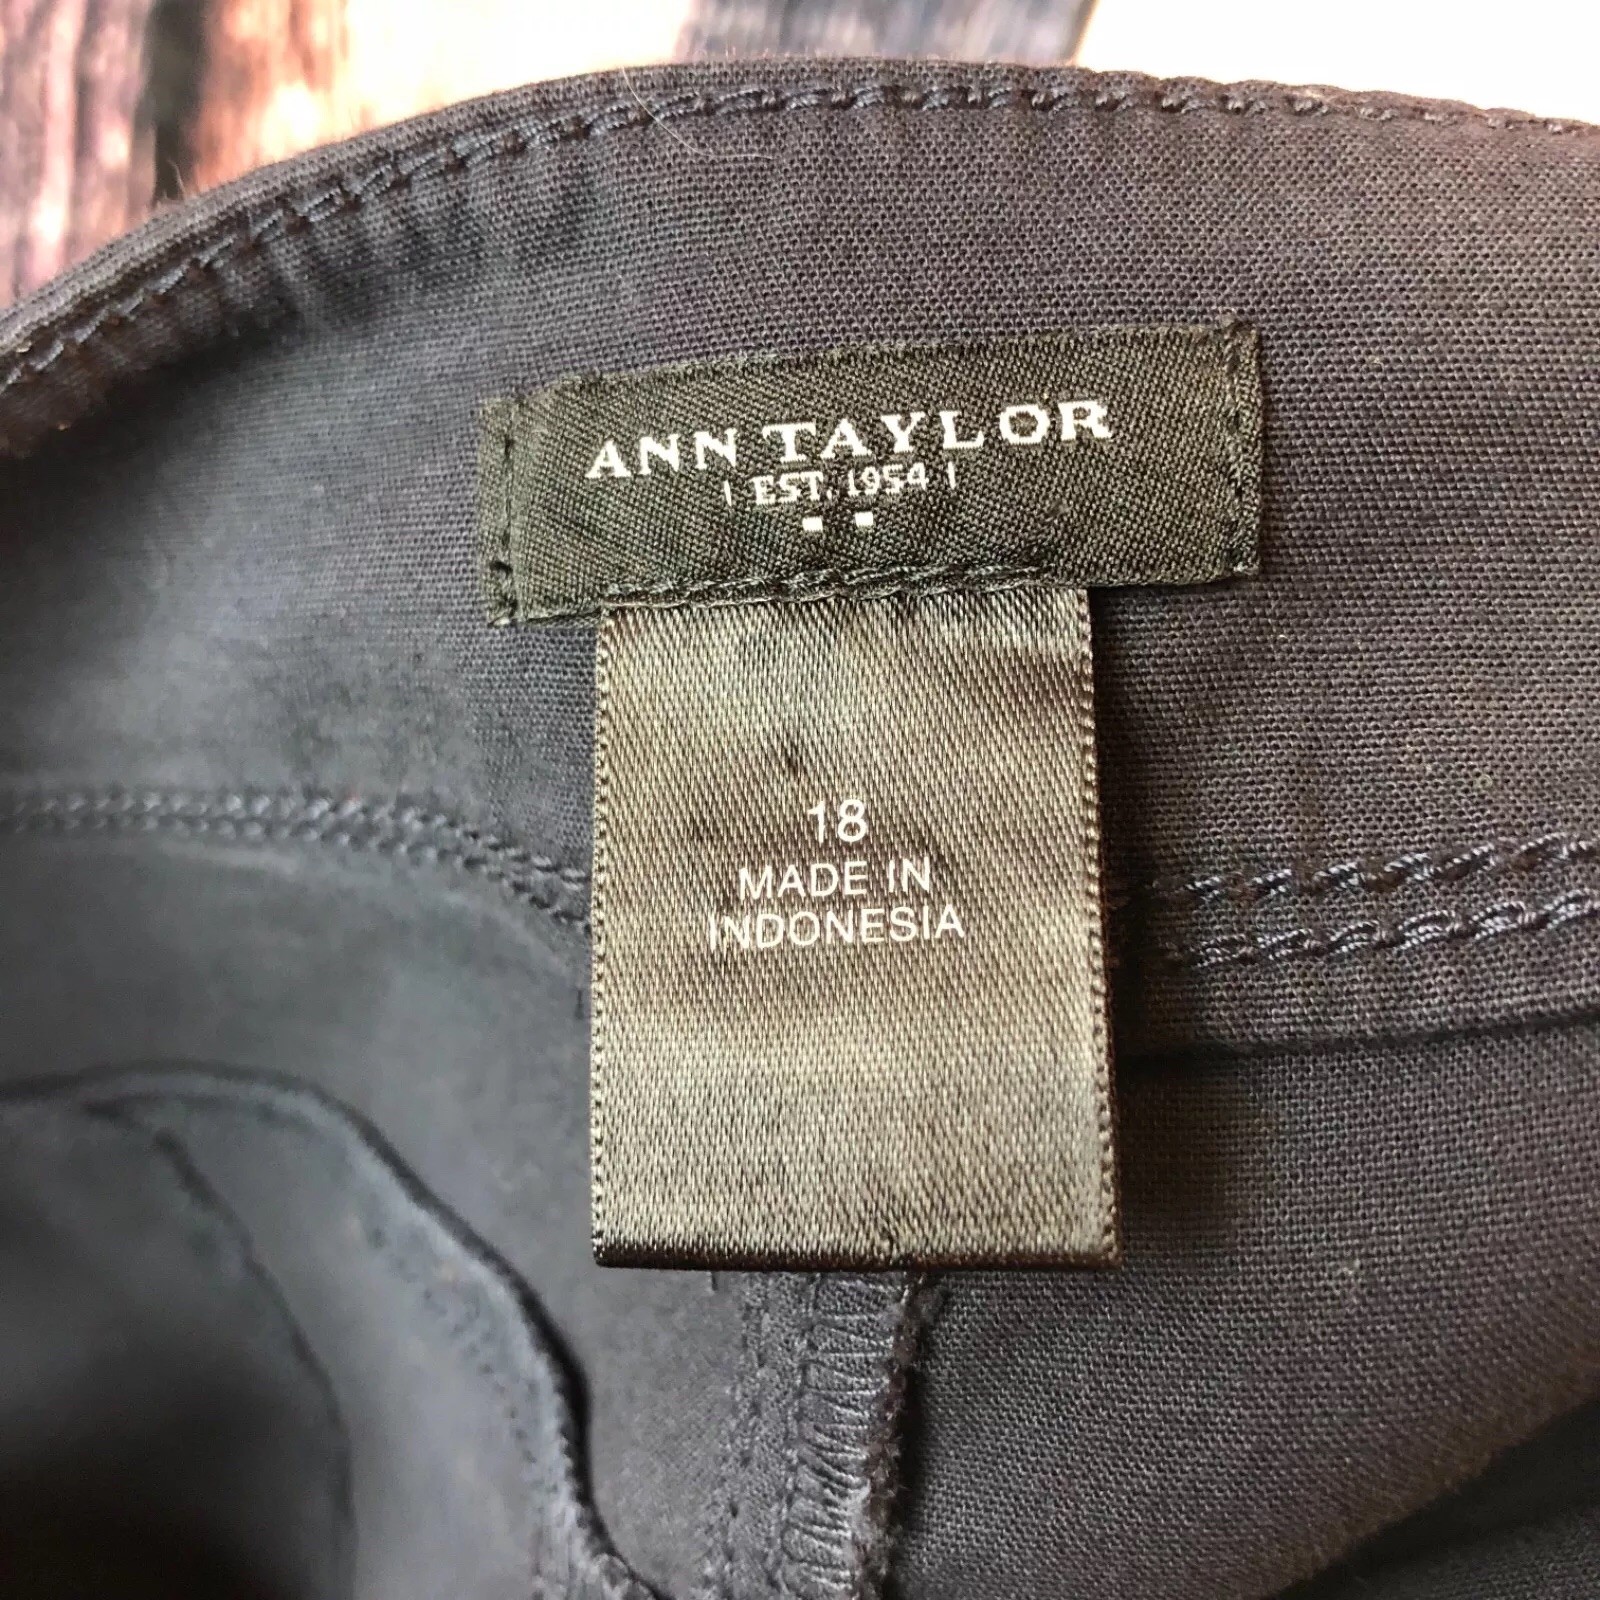 ANN TAYLOR
| EST. 1954 |
18
MADE IN
INDONESIA